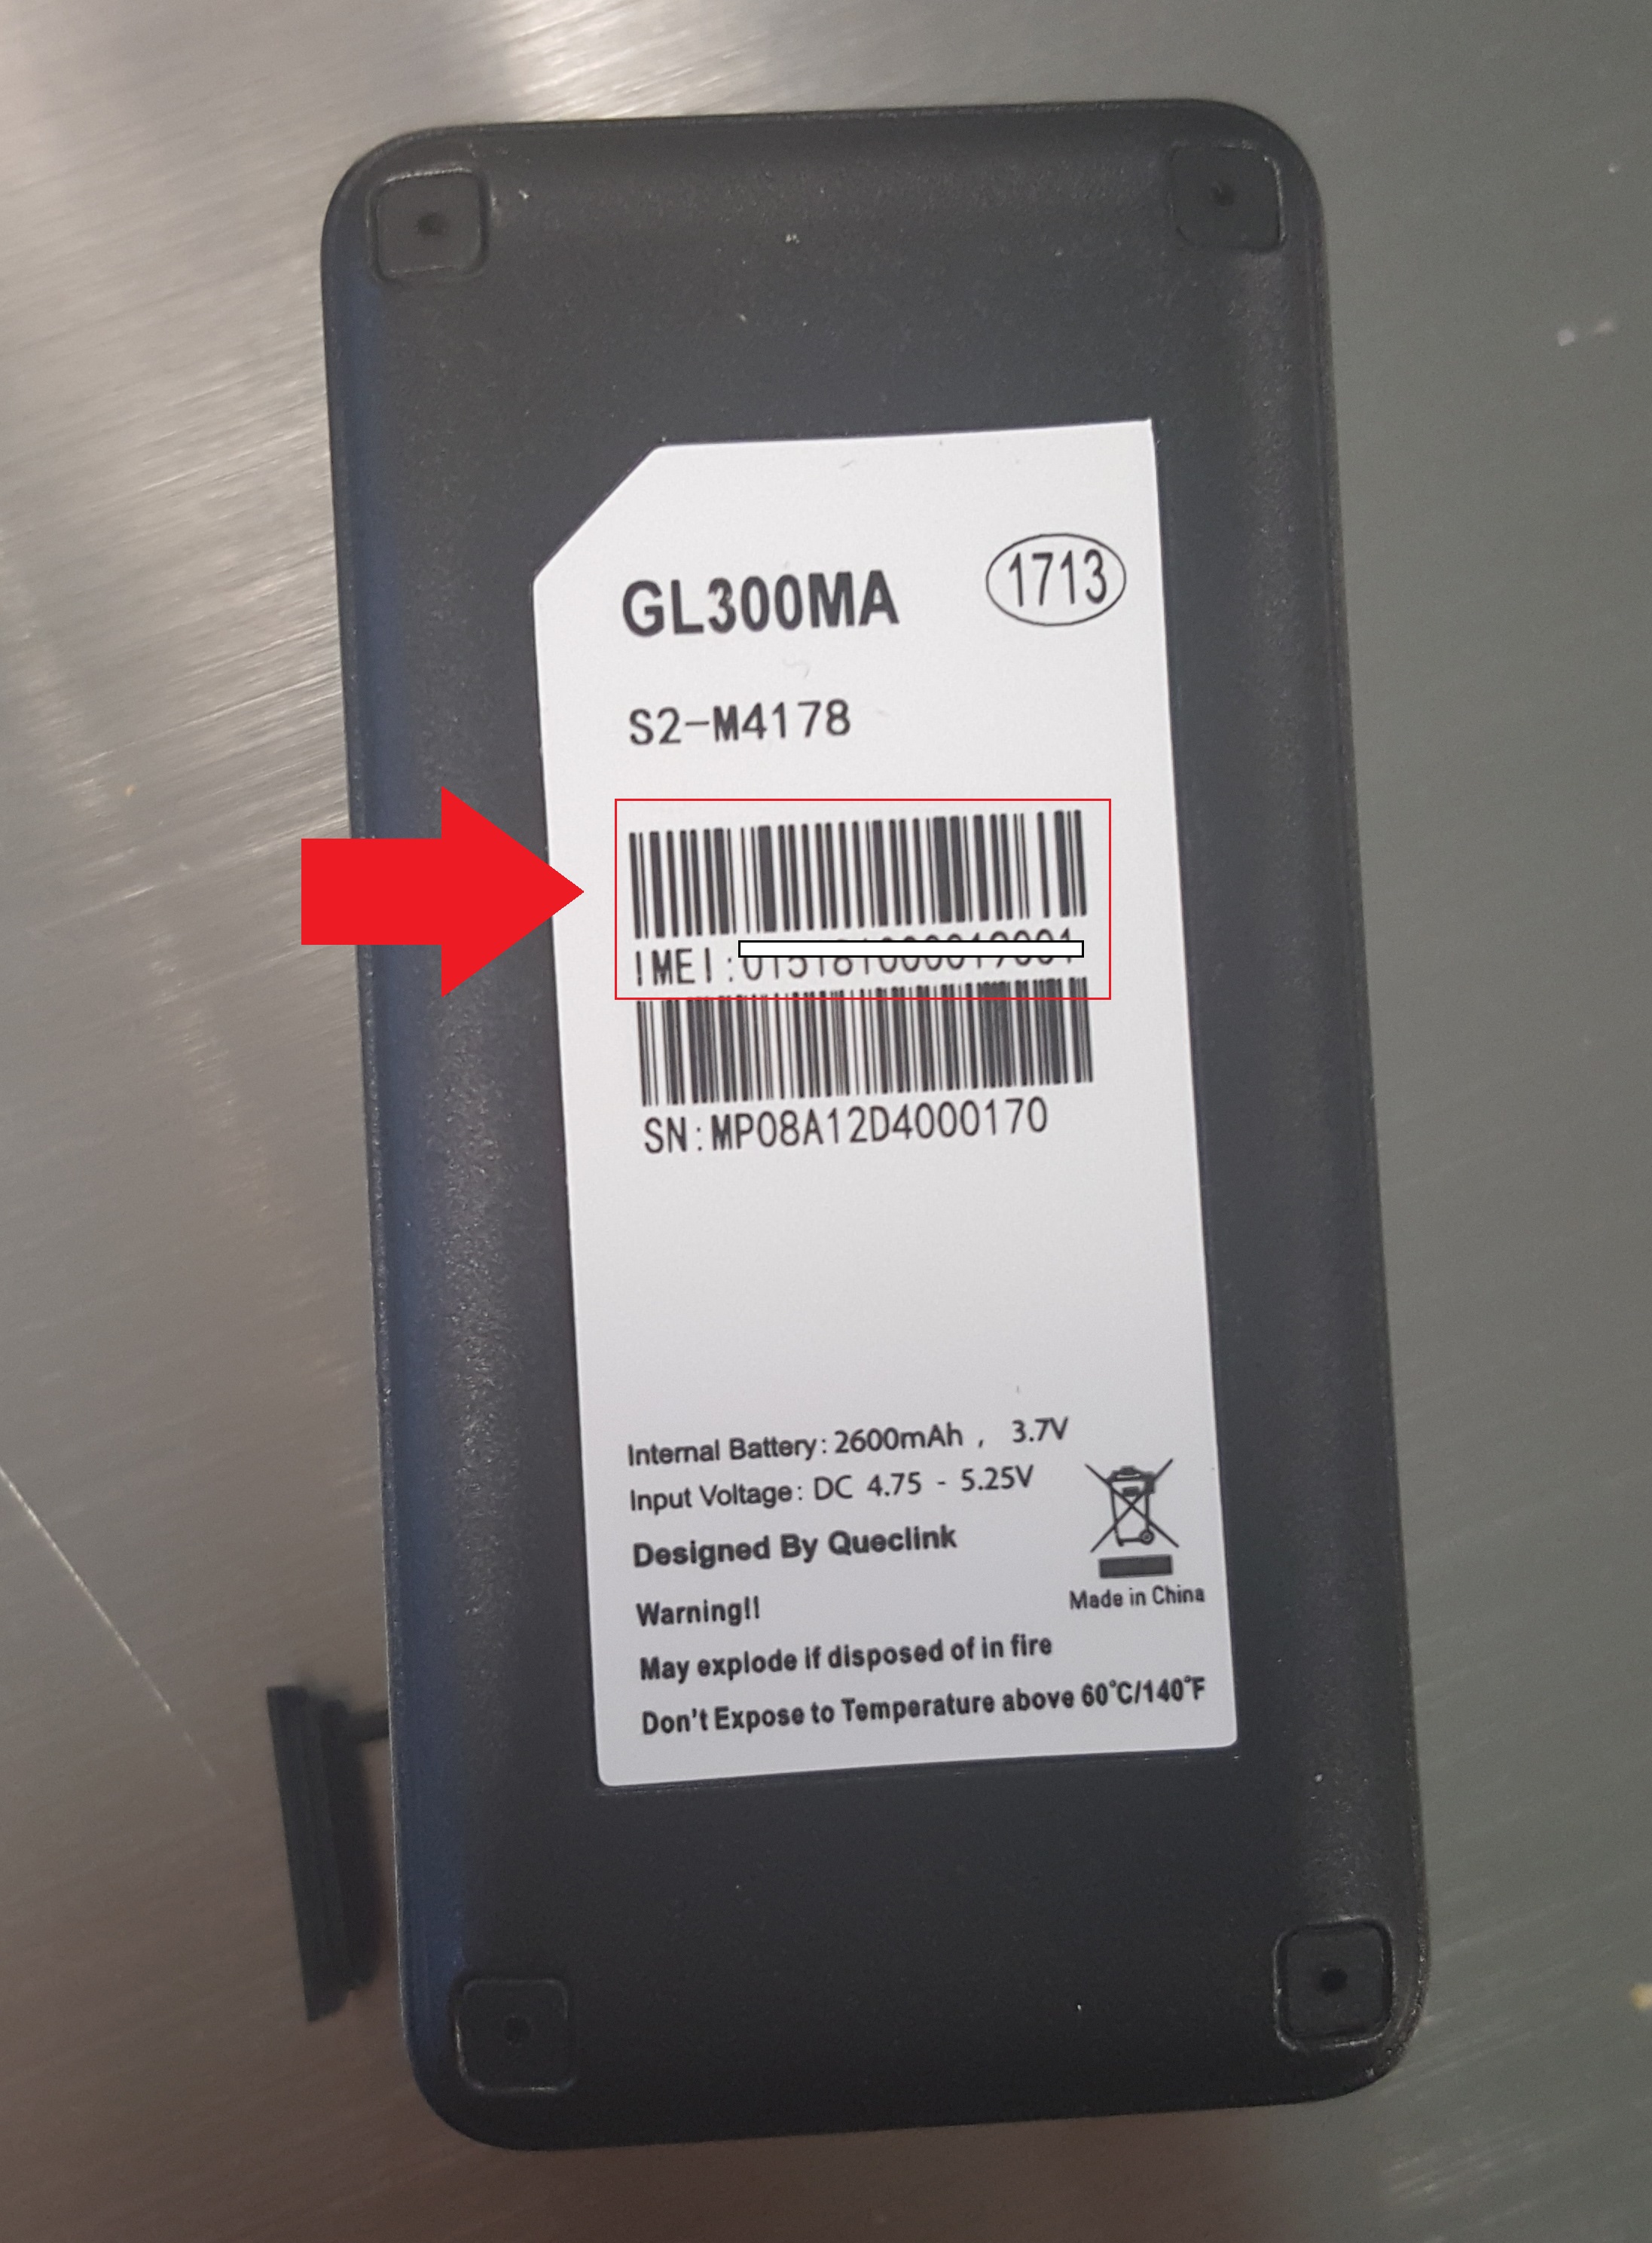 GL300MA 1713
S2-M4178
IMEI:
SN:MP08A12D4000170
Internal Battery: 2600mAh , 3.7V
Input Voltage: DC 4.75 - 5.25V
Designed By Queclink
Made in China
Warning!!
May explode if disposed of in fire
Don't Expose to Temperature above 60°C/140°F